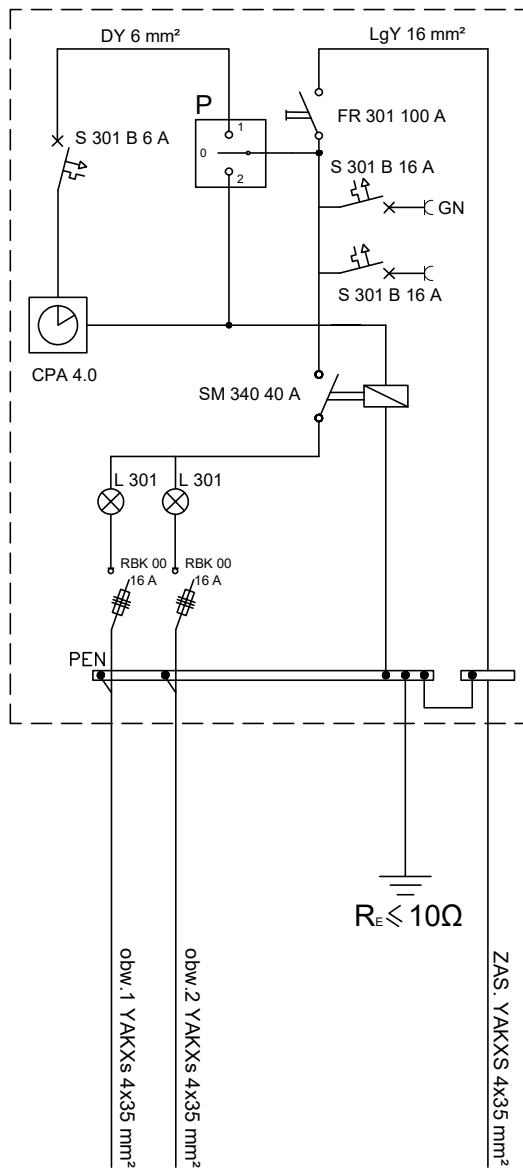 DY 6 mm²
LgY 16 mm²
P
1
0
2
S 301 B 6 A
FR 301 100 A
S 301 B 16 A
GN
S 301 B 16 A
CPA 4.0
SM 340 40 A
L 301
L 301
RBK 00
16 A
RBK 00
16 A
PEN
RE ⩽ 10Ω
obw.1 YAKXs 4x35 mm²
obw.2 YAKXs 4x35 mm²
ZAS. YAKXS 4x35 mm²